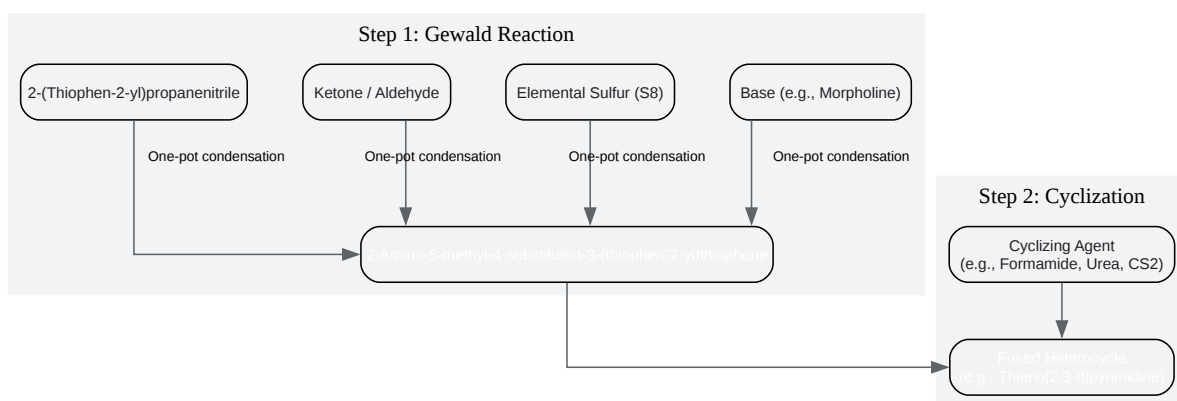 Step 1: Gewald Reaction
2-(Thiophen-2-yl)propanenitrile
Ketone / Aldehyde
Elemental Sulfur (S8)
Base (e.g., Morpholine)
One-pot condensation
One-pot condensation
One-pot condensation
One-pot condensation
2-Amino-5-methyl-4-substituted-3-(thiophen-2-yl)thiophene
Step 2: Cyclization
Cyclizing Agent
(e.g., Formamide, Urea, CS2)
Fused Heterocycle
(e.g., Thieno[2,3-d]pyrimidine)